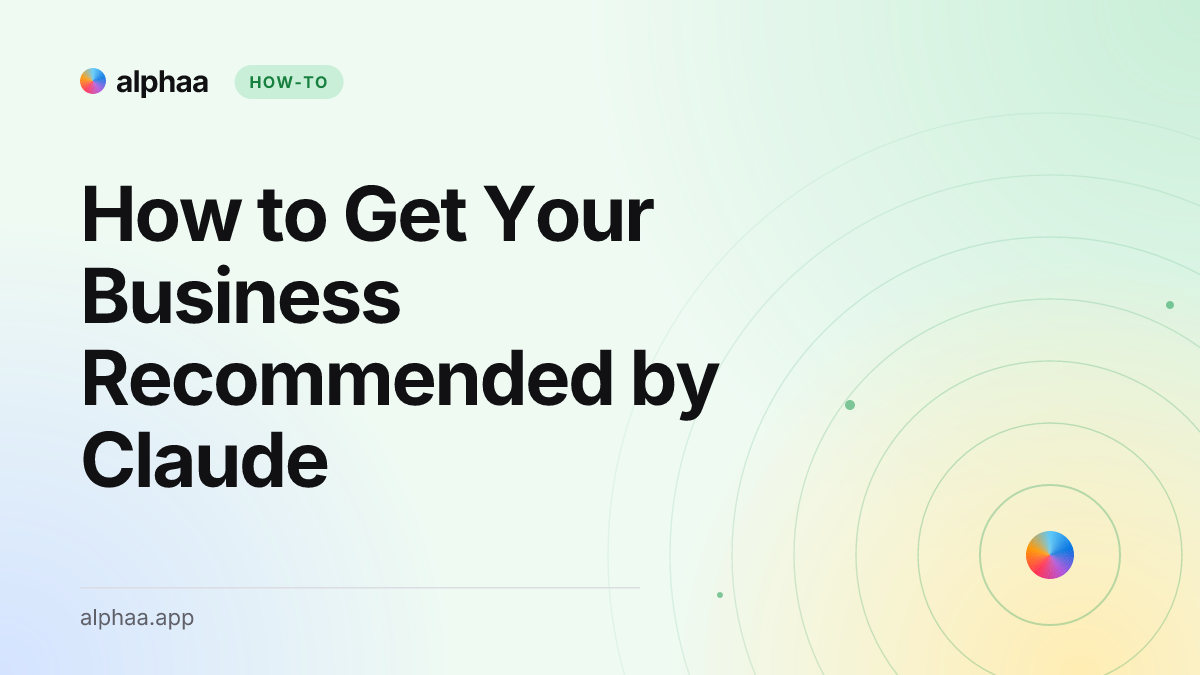 alphaa HOW-TO
How to Get Your
Business
Recommended by
Claude
alphaa.app